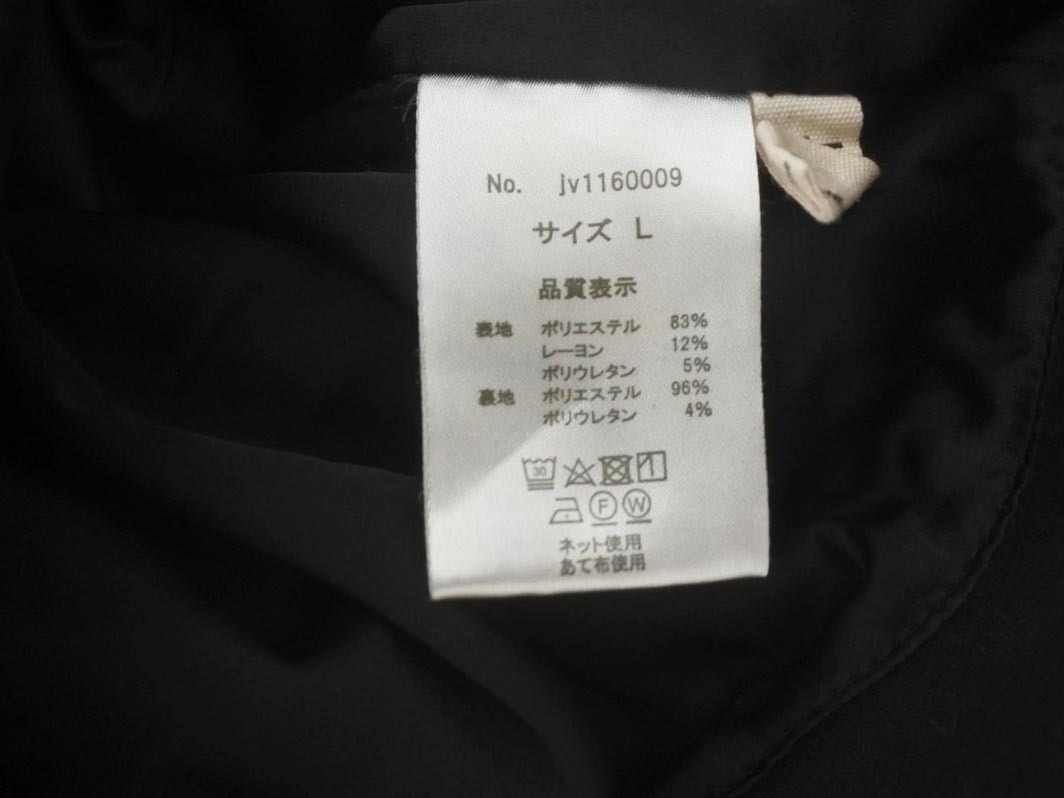 No. jv1160009
サイズ L
品質表示
表地 ポリエステル 83%
レーヨン 12%
ポリウレタン 5%
裏地 ポリエステル 96%
ポリウレタン 4%
30
F W
ネット使用
あて布使用